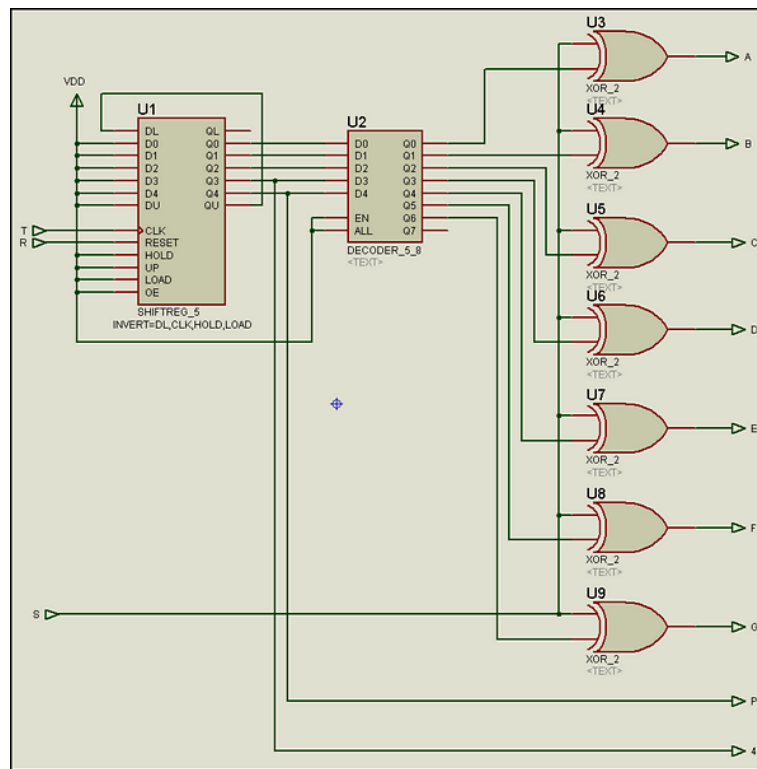 U3
A
XOR_2
<TEXT>
VDD
U1
DL QL
D0 Q0
D1 Q1
D2 Q2
D3 Q3
D4 Q4
DU QU
T CLK
R RESET
HOLD
UP
LOAD
OE
SHIFTREG_5
INVERT=DL,CLK,HOLD,LOAD
U2
D0 Q0
D1 Q1
D2 Q2
D3 Q3
D4 Q4
Q5
EN Q6
ALL Q7
DECODER_5_8
<TEXT>
U4
B
XOR_2
<TEXT>
U5
C
XOR_2
<TEXT>
U6
D
XOR_2
<TEXT>
U7
E
XOR_2
<TEXT>
U8
F
XOR_2
<TEXT>
U9
S
G
XOR_2
<TEXT>
P
4